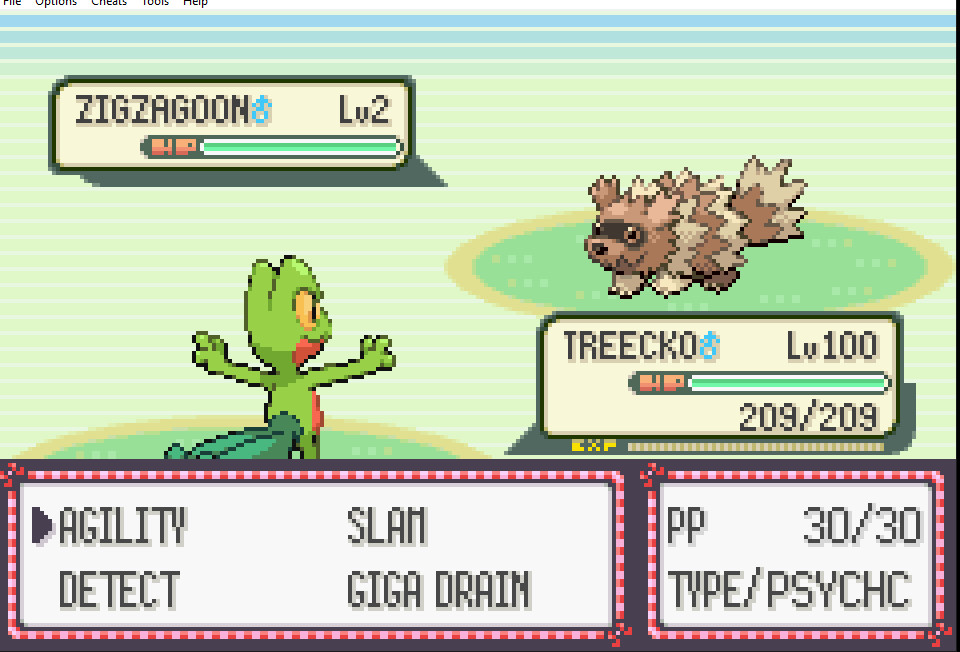 File Options Cheats Tools Help
ZIGZAGOON♂ Lv2
HP
TREECKO♂ Lv100
HP
209/209
EXP
AGILITY SLAM
DETECT GIGA DRAIN
PP 30/30
TYPE/PSYCHC